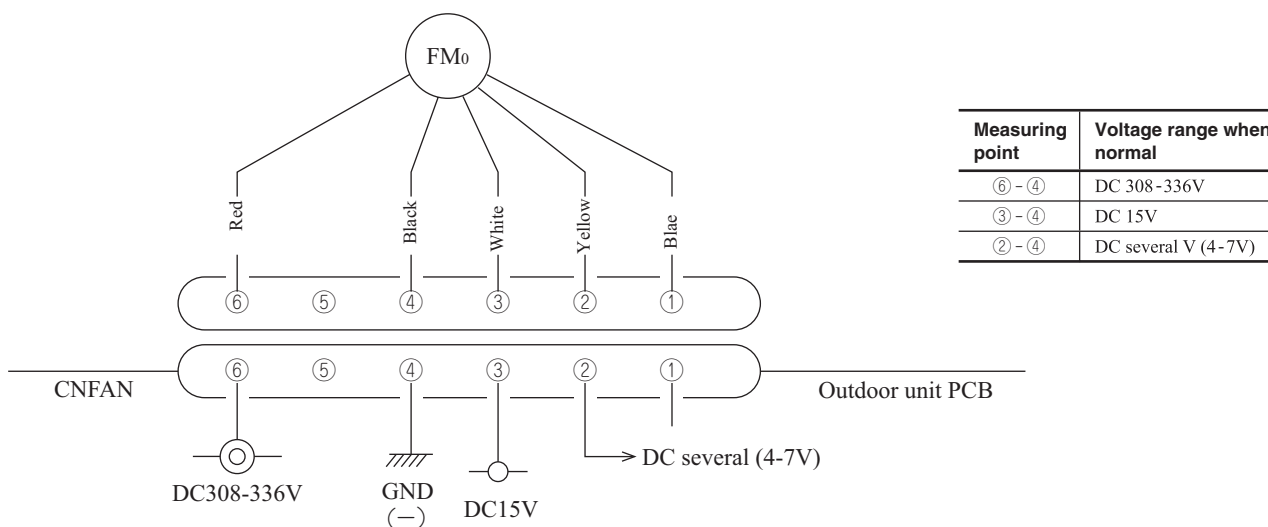 FM0
Red
Black
White
Yellow
Blae
⑥ ⑤ ④ ③ ② ①
⑥ ⑤ ④ ③ ② ①
CNFAN
Outdoor unit PCB
DC308-336V
GND
(−)
DC15V
DC several (4-7V)
Measuring point Voltage range when normal
⑥ - ④ DC 308-336V
③ - ④ DC 15V
② - ④ DC several V (4-7V)